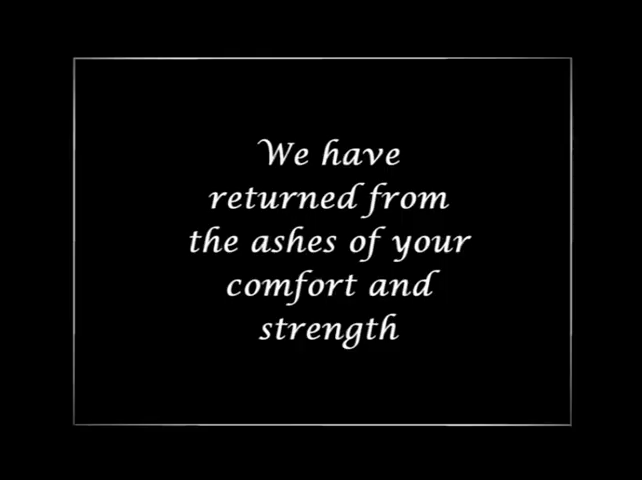 We have
returned from
the ashes of your
comfort and
strength